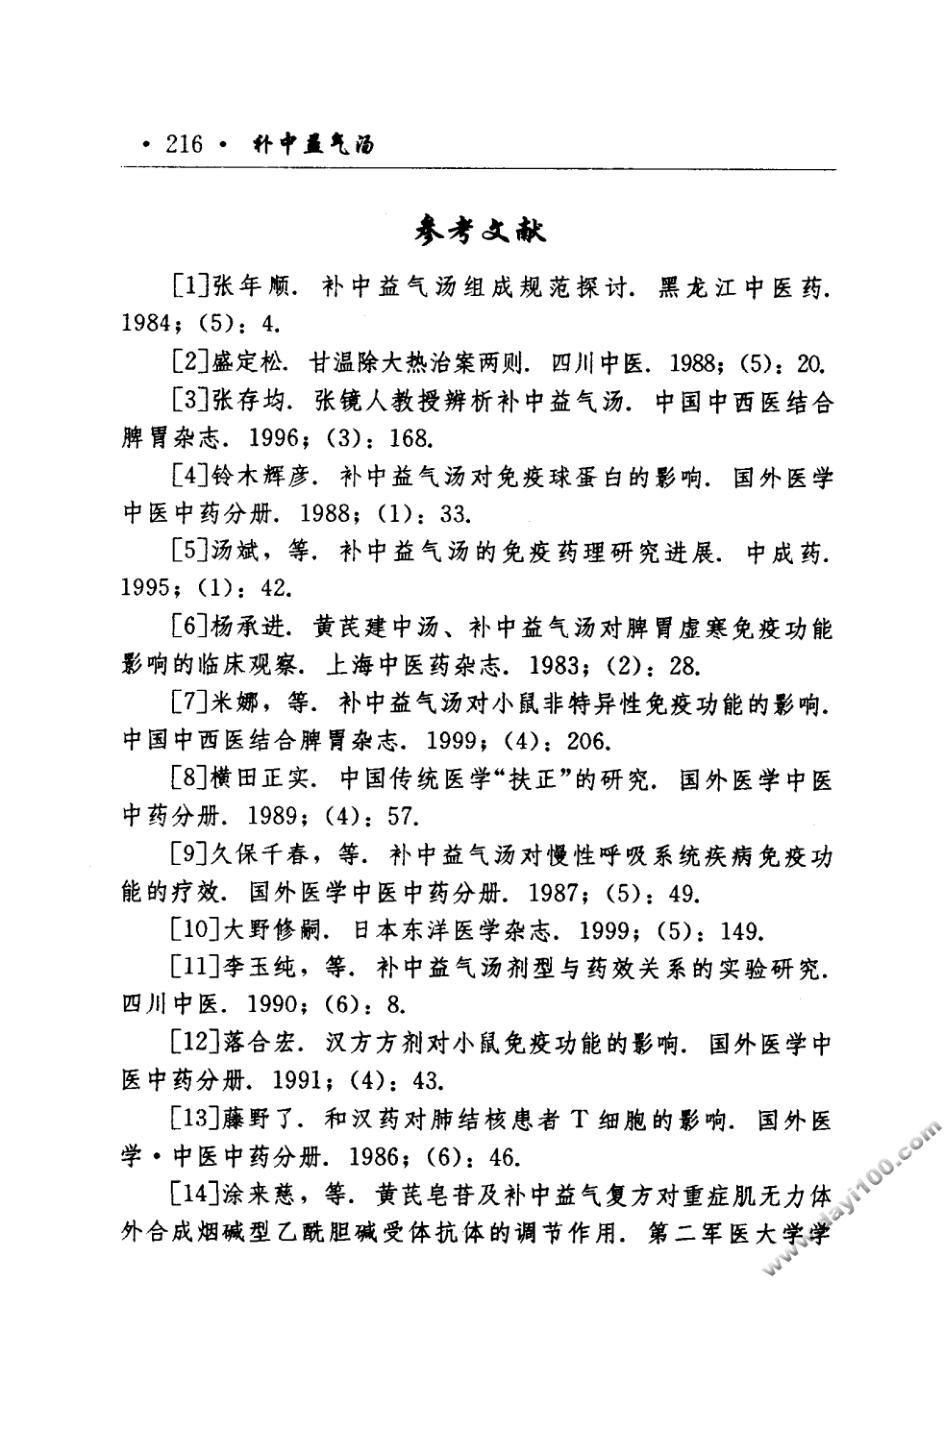 · 216 · 补中益气汤
参考文献
[1]张年顺．补中益气汤组成规范探讨．黑龙江中医药．
1984；（5）：4．
[2]盛定松．甘温除大热治案两则．四川中医．1988；（5）：20．
[3]张存均．张镜人教授辨析补中益气汤．中国中西医结合
脾胃杂志．1996；（3）：168．
[4]铃木辉彦．补中益气汤对免疫球蛋白的影响．国外医学
中医中药分册．1988；（1）：33．
[5]汤斌，等．补中益气汤的免疫药理研究进展．中成药．
1995；（1）：42．
[6]杨承进．黄芪建中汤、补中益气汤对脾胃虚寒免疫功能
影响的临床观察．上海中医药杂志．1983；（2）：28．
[7]米娜，等．补中益气汤对小鼠非特异性免疫功能的影响．
中国中西医结合脾胃杂志．1999；（4）：206．
[8]横田正实．中国传统医学“扶正”的研究．国外医学中医
中药分册．1989；（4）：57．
[9]久保千春，等．补中益气汤对慢性呼吸系统疾病免疫功
能的疗效．国外医学中医中药分册．1987；（5）：49．
[10]大野修嗣．日本东洋医学杂志．1999；（5）：149．
[11]李玉纯，等．补中益气汤剂型与药效关系的实验研究．
四川中医．1990；（6）：8．
[12]落合宏．汉方方剂对小鼠免疫功能的影响．国外医学中
医中药分册．1991；（4）：43．
[13]藤野了．和汉药对肺结核患者 T 细胞的影响．国外医
学·中医中药分册．1986；（6）：46．
[14]涂来慈，等．黄芪皂苷及补中益气复方对重症肌无力体
外合成烟碱型乙酰胆碱受体抗体的调节作用．第二军医大学学
www.dayi100.com